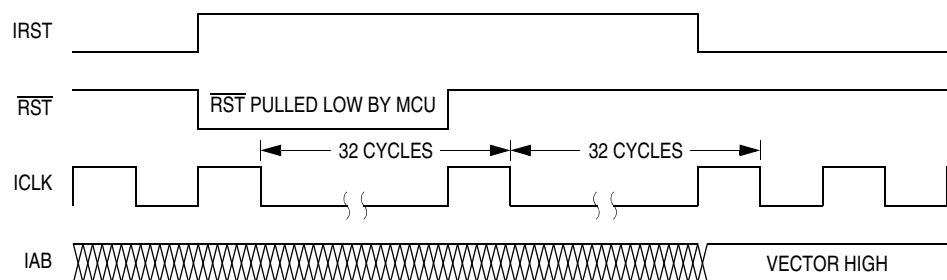 IRST
RST
RST PULLED LOW BY MCU
32 CYCLES
32 CYCLES
ICLK
IAB
VECTOR HIGH